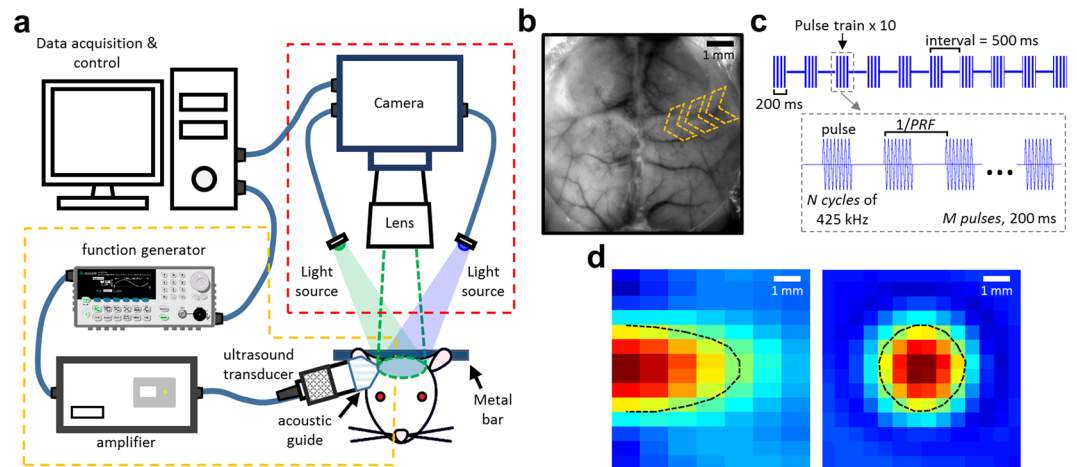 a
Data acquisition &
control
Camera
Lens
Light
source
Light
source
function generator
ultrasound
transducer
acoustic
guide
Metal
bar
amplifier
b
1 mm
c
Pulse train x 10
interval = 500 ms
200 ms
pulse
1/PRF
N cycles of
425 kHz
M pulses, 200 ms
d
1 mm
1 mm